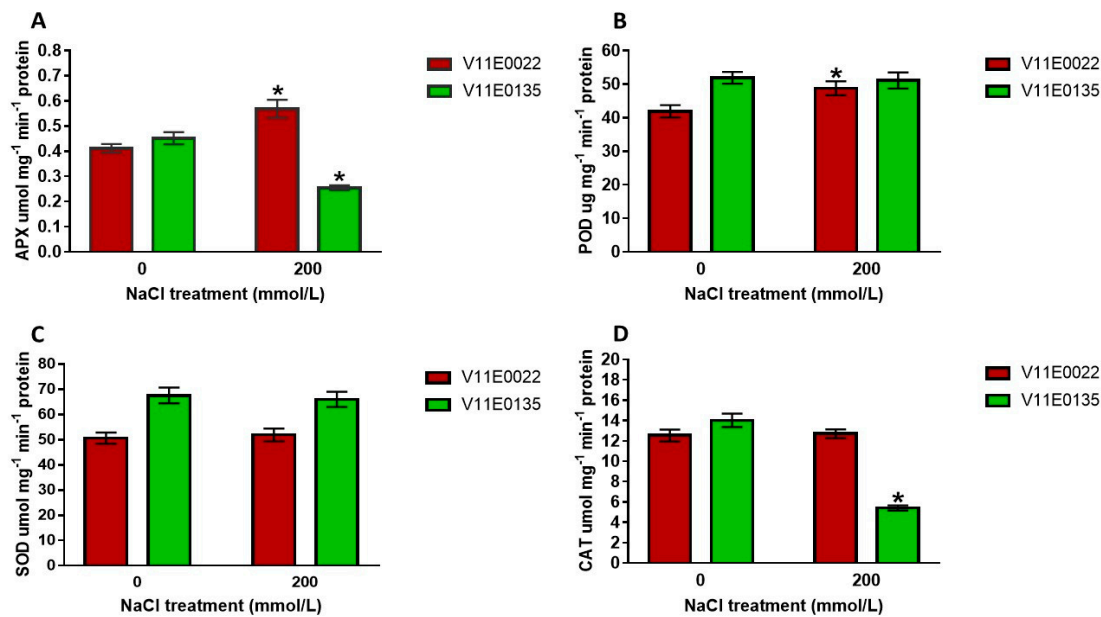 A
APX umol mg⁻¹ min⁻¹ protein
0.8
0.7
0.6
0.5
0.4
0.3
0.2
0.1
0.0
*
*
0 200
NaCl treatment (mmol/L)
V11E0022
V11E0135
B
POD ug mg⁻¹ min⁻¹ protein
60
50
40
30
20
10
0
*
0 200
NaCl treatment (mmol/L)
V11E0022
V11E0135
C
SOD umol mg⁻¹ min⁻¹ protein
80
70
60
50
40
30
20
10
0
0 200
NaCl treatment (mmol/L)
V11E0022
V11E0135
D
CAT umol mg⁻¹ min⁻¹ protein
20
18
16
14
12
10
8
6
4
2
0
*
0 200
NaCl treatment (mmol/L)
V11E0022
V11E0135